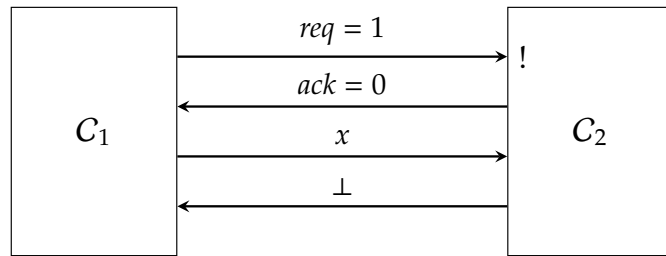 req = 1
!
ack = 0
C₁
C₂
x
⊥